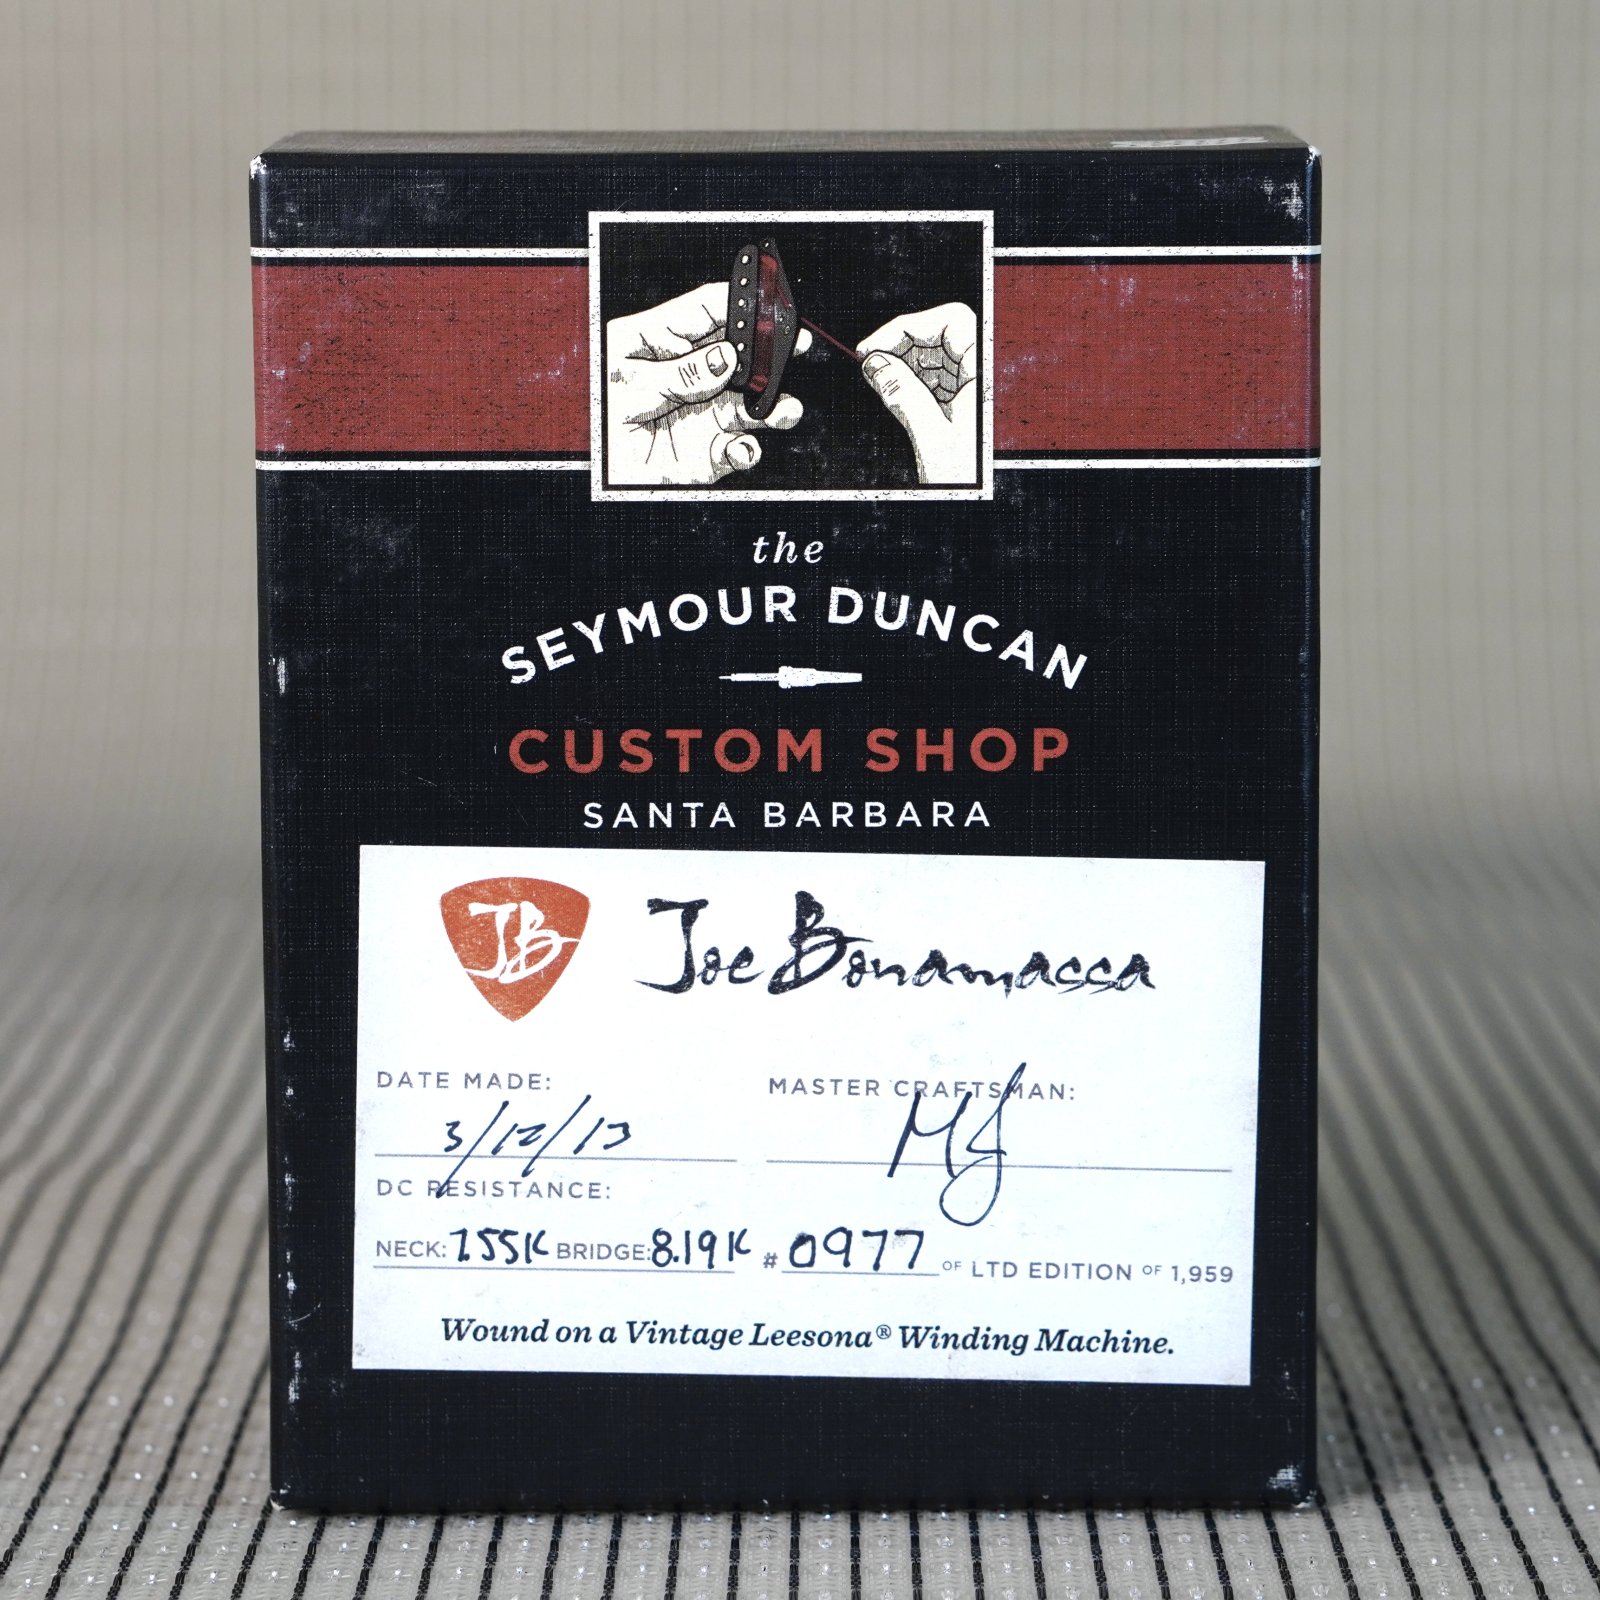 the
SEYMOUR DUNCAN
CUSTOM SHOP
SANTA BARBARA
JB Joe Bonamassa
DATE MADE: 3/12/13
MASTER CRAFTSMAN: MJ
DC RESISTANCE:
NECK: 7.55K BRIDGE: 8.19K # 0977 OF LTD EDITION OF 1,959
Wound on a Vintage Leesona® Winding Machine.